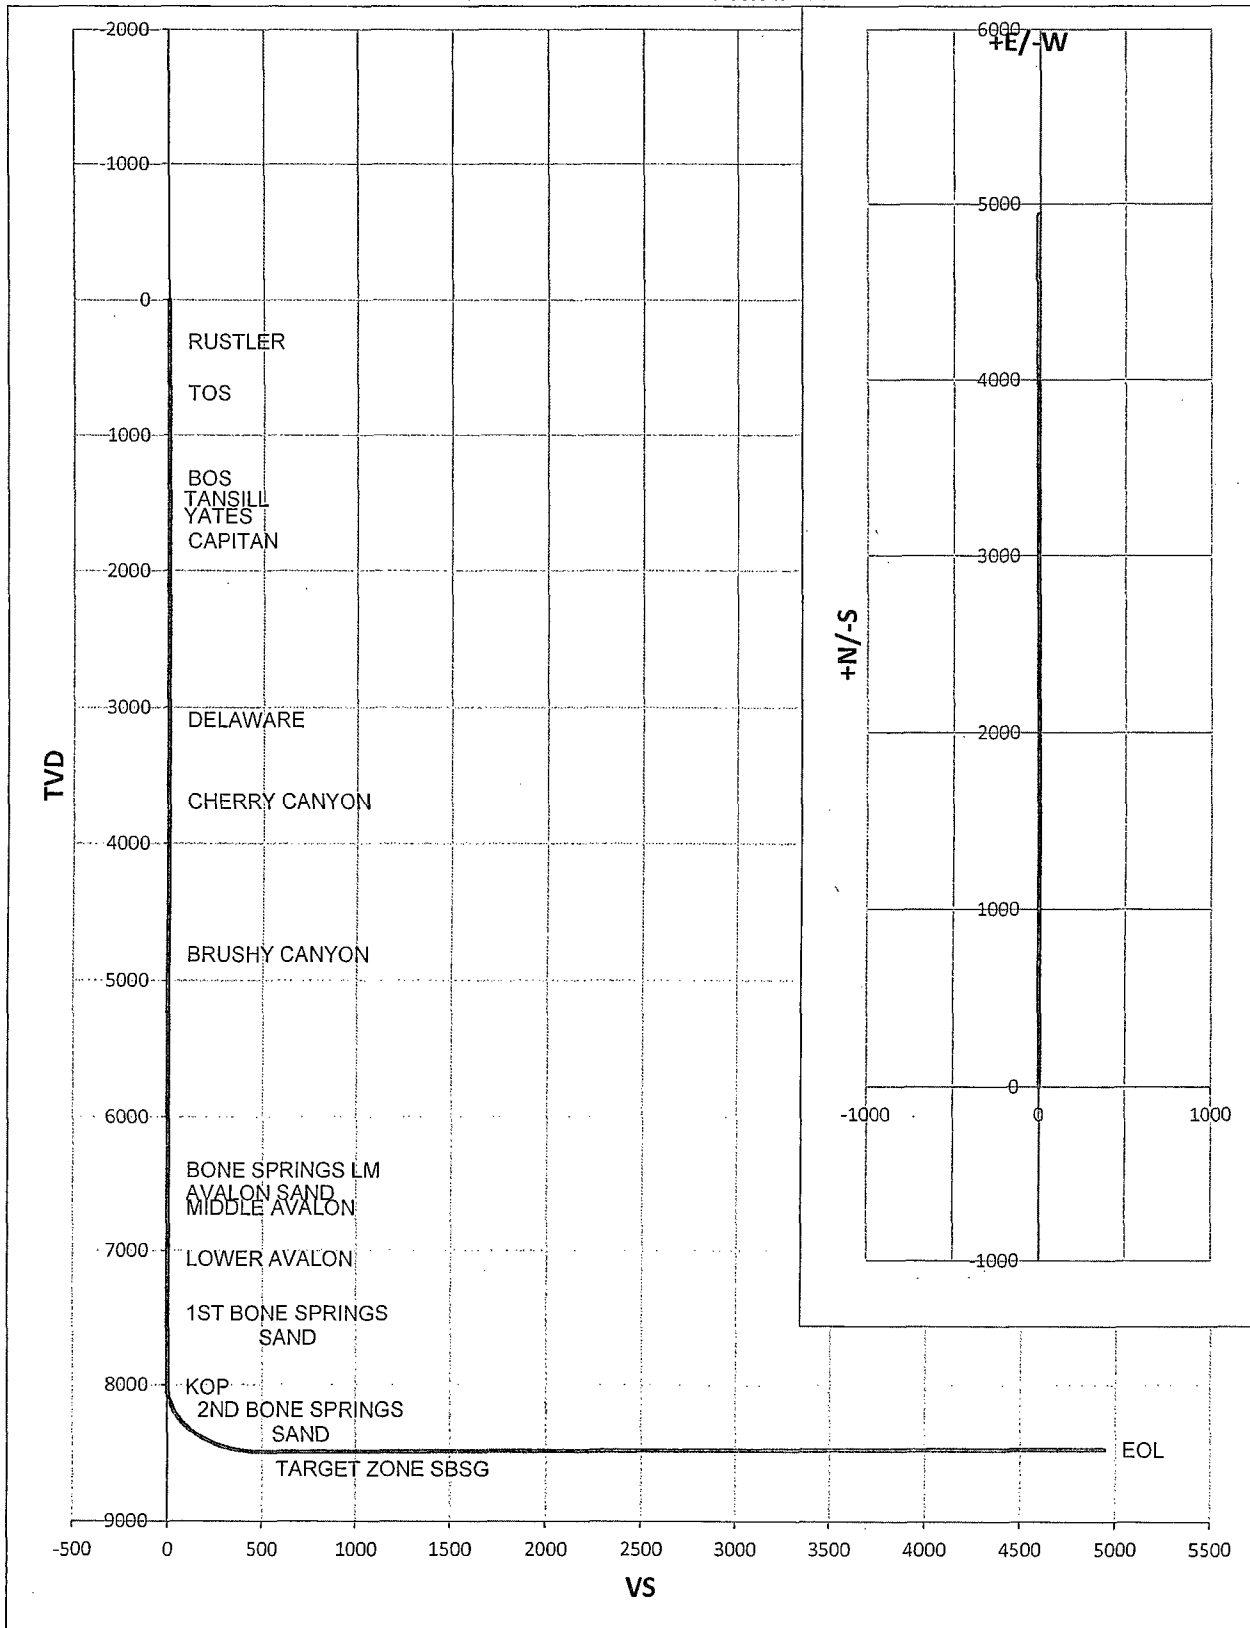 -2000
-1000
0
RUSTLER
TOS
1000
BOS
TANSILL
YATES
CAPITAN
2000
3000
DELAWARE
TVD
CHERRY CANYON
4000
BRUSHY CANYON
5000
6000
BONE SPRINGS LM
AVALON SAND
MIDDLE AVALON
7000
LOWER AVALON
1ST BONE SPRINGS
SAND
8000
KOP
2ND BONE SPRINGS
SAND
EOL
TARGET ZONE SBSG
9000
-500 0 500 1000 1500 2000 2500 3000 3500 4000 4500 5000 5500
VS
6000
+E/-W
5000
4000
3000
+N/-S
2000
1000
0
-1000 0 1000
-1000